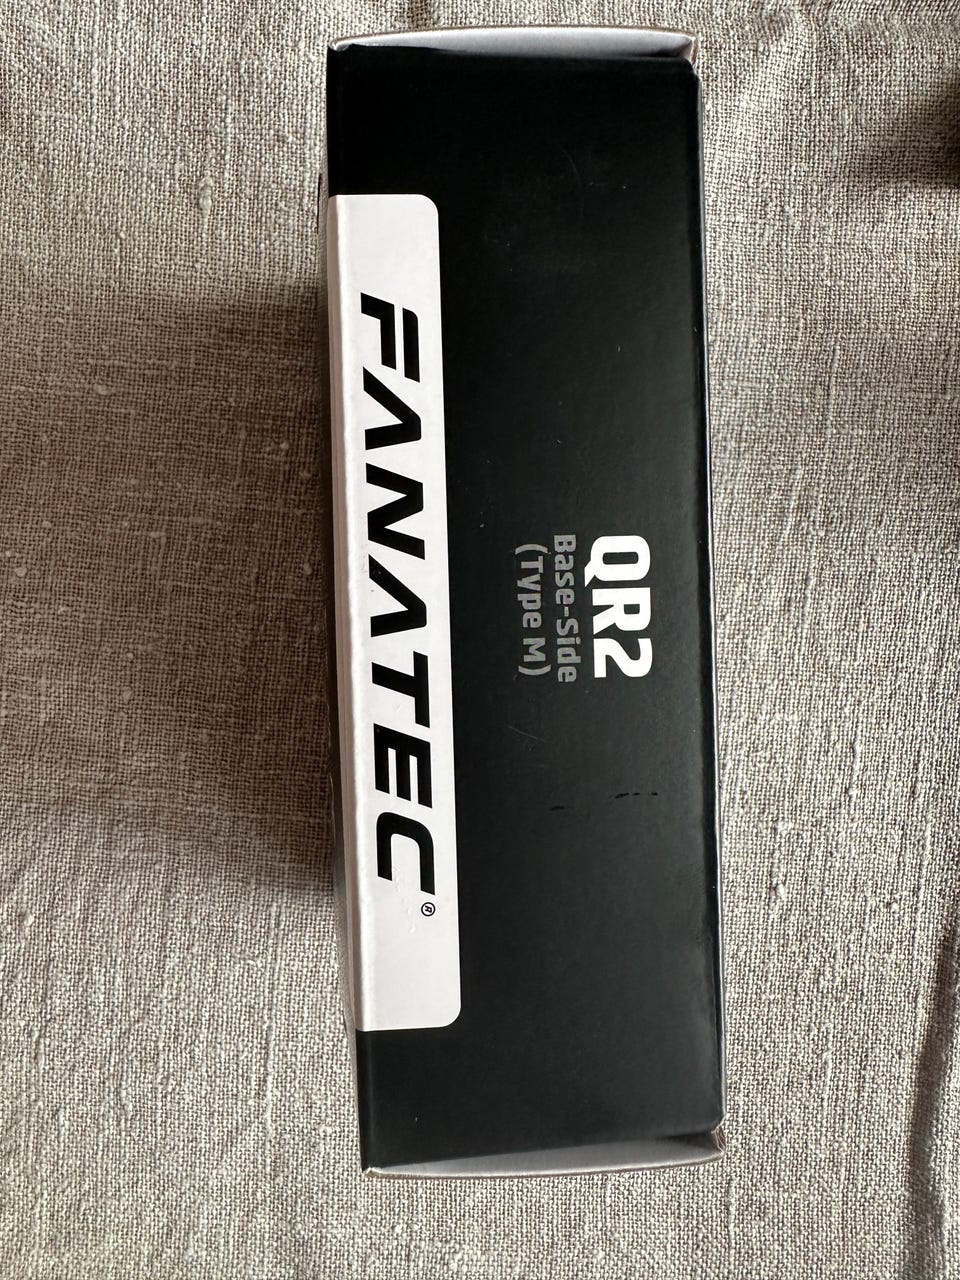 QR2
Base-Side
(Type M)
FANATEC®